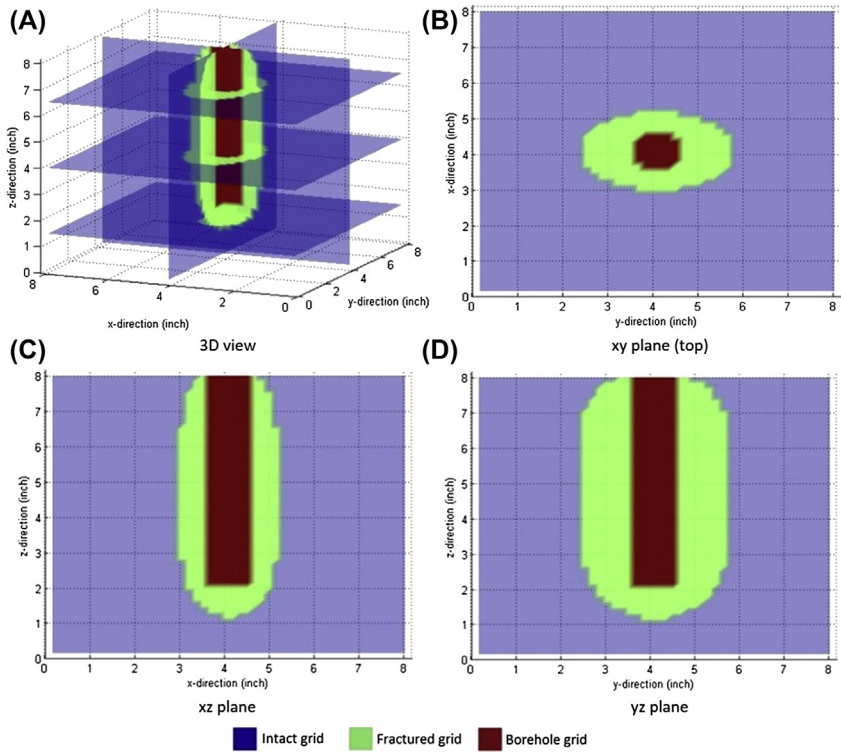 (A)
8
7
6
5
4
3
2
1
0
z-direction (inch)
8
6
4
2
0
x-direction (inch)
0
2
4
6
8
y-direction (inch)
3D view
(B)
8
7
6
5
4
3
2
1
0
x-direction (inch)
0 1 2 3 4 5 6 7 8
y-direction (inch)
xy plane (top)
(C)
8
7
6
5
4
3
2
1
0
z-direction (inch)
0 1 2 3 4 5 6 7 8
x-direction (inch)
xz plane
(D)
8
7
6
5
4
3
2
1
0
z-direction (inch)
0 1 2 3 4 5 6 7 8
y-direction (inch)
yz plane
Intact grid Fractured grid Borehole grid